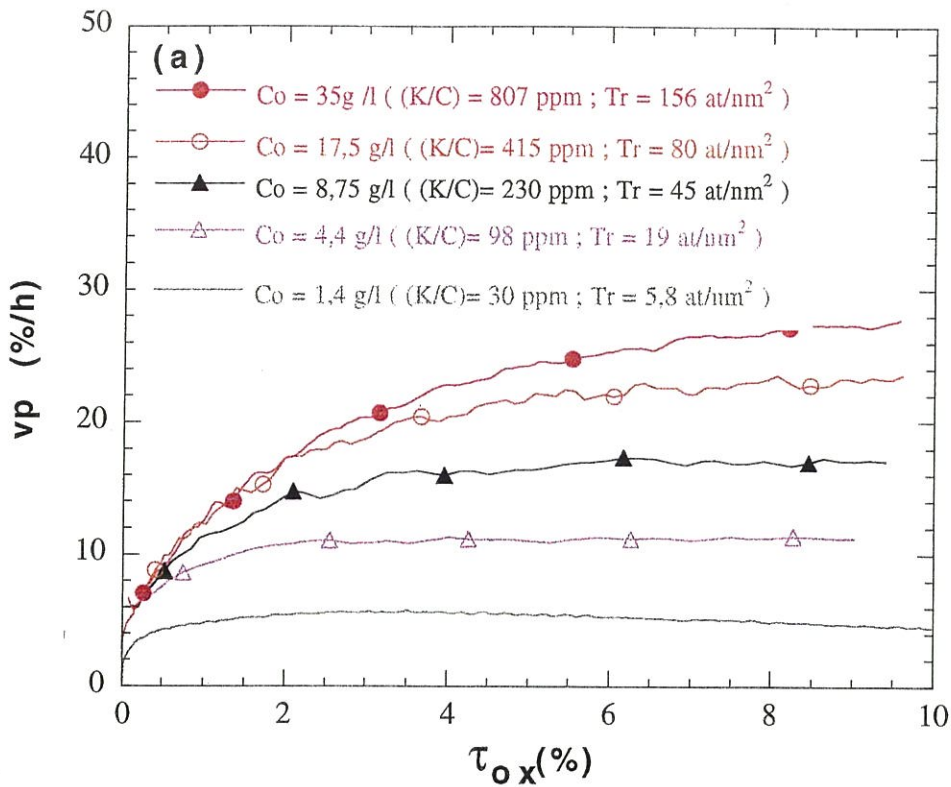 50
(a)
Co = 35g /l ( (K/C) = 807 ppm ; Tr = 156 at/nm² )
Co = 17,5 g/l ( (K/C)= 415 ppm ; Tr = 80 at/nm² )
40
Co = 8,75 g/l ( (K/C)= 230 ppm ; Tr = 45 at/nm² )
Co = 4,4 g/l ( (K/C)= 98 ppm ; Tr = 19 at/nm² )
30
Co = 1,4 g/l ( (K/C)= 30 ppm ; Tr = 5,8 at/nm² )
vp (%/h)
20
10
0
0 2 4 6 8 10
τox(%)